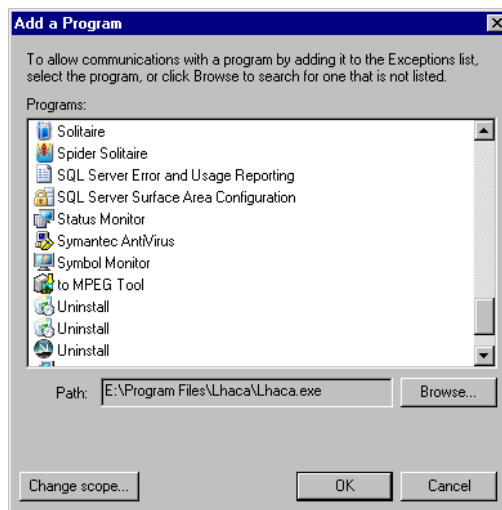 Add a Program
To allow communications with a program by adding it to the Exceptions list,
select the program, or click Browse to search for one that is not listed.
Programs:
Solitaire
Spider Solitaire
SQL Server Error and Usage Reporting
SQL Server Surface Area Configuration
Status Monitor
Symantec AntiVirus
Symbol Monitor
to MPEG Tool
Uninstall
Uninstall
Uninstall
Path: E:\Program Files\Lhaca\Lhaca.exe Browse...
Change scope... OK Cancel